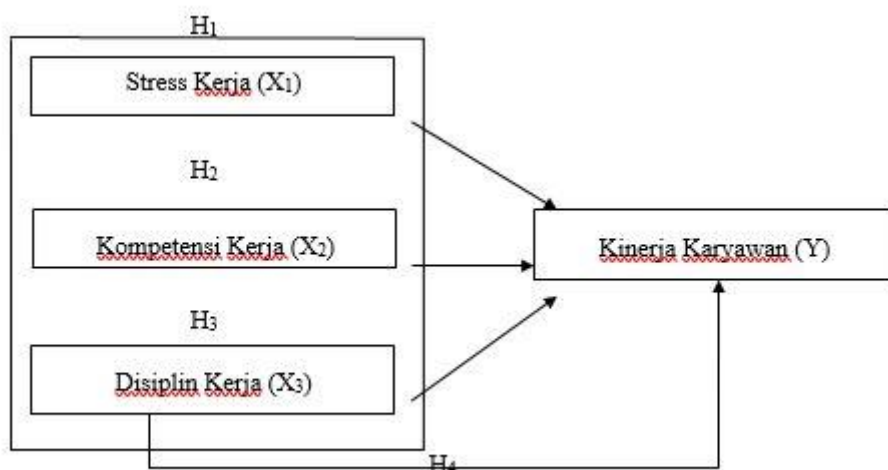 H₁
Stress Kerja (X₁)
H₂
Kompetensi Kerja (X₂)
Kinerja Karyawan (Y)
H₃
Disiplin Kerja (X₃)
H₄